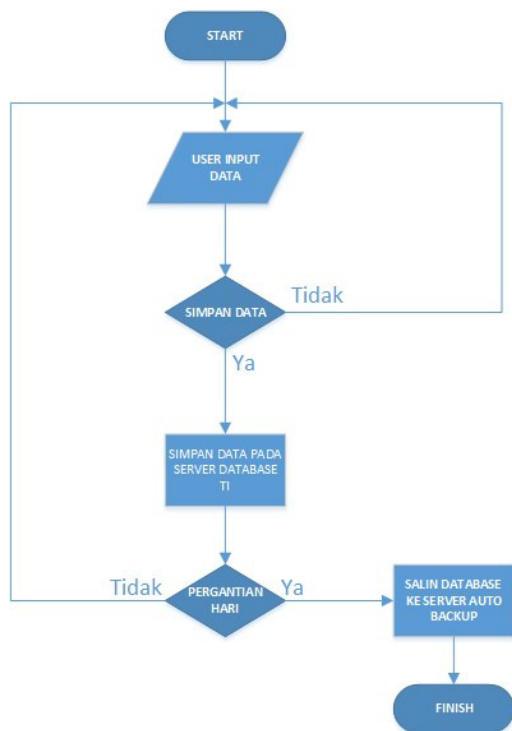 START
USER INPUT
DATA
SIMPAN DATA
Tidak
Ya
SIMPAN DATA PADA
SERVER DATABASE
TI
PERGANTIAN
HARI
Tidak
Ya
SALIN DATABASE
KE SERVER AUTO
BACKUP
FINISH